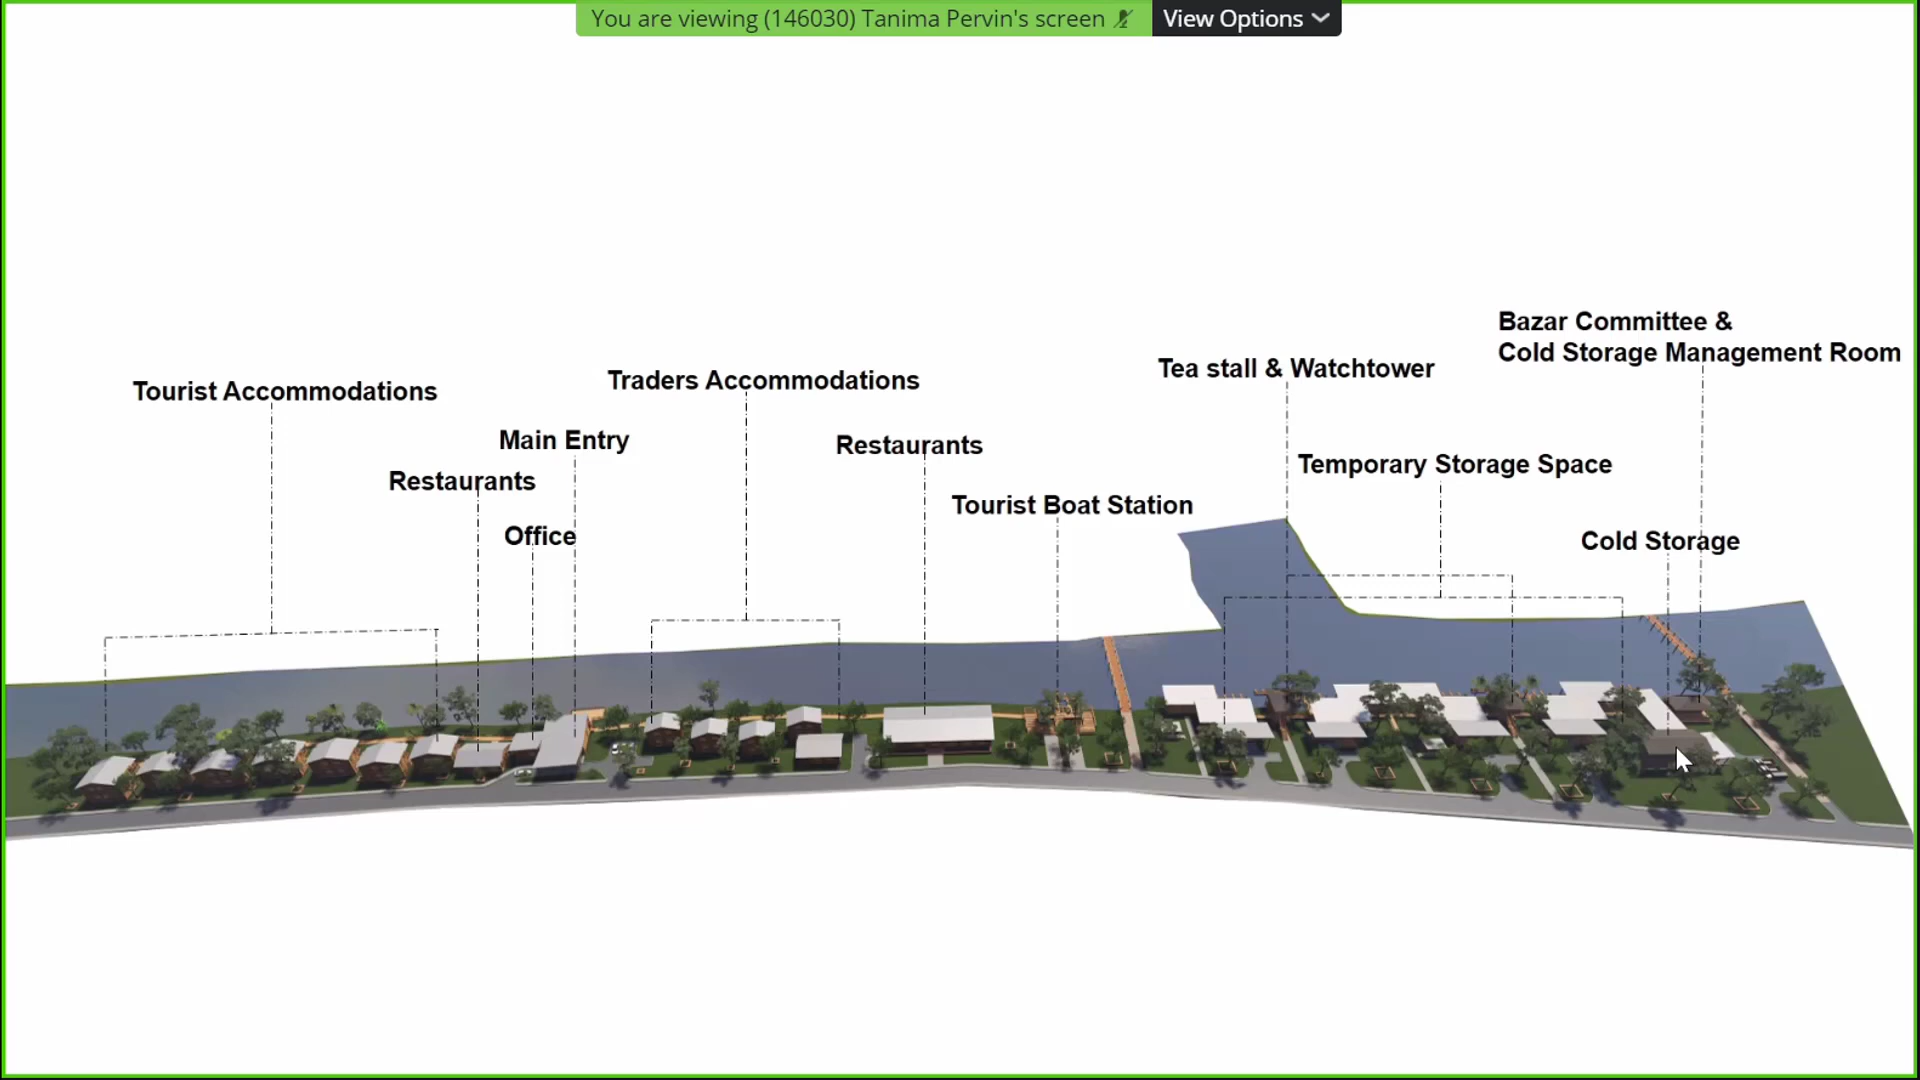 You are viewing (146030) Tanima Pervin's screen
View Options
Bazar Committee &
Cold Storage Management Room
Tea stall & Watchtower
Traders Accommodations
Tourist Accommodations
Main Entry
Restaurants
Temporary Storage Space
Restaurants
Tourist Boat Station
Office
Cold Storage